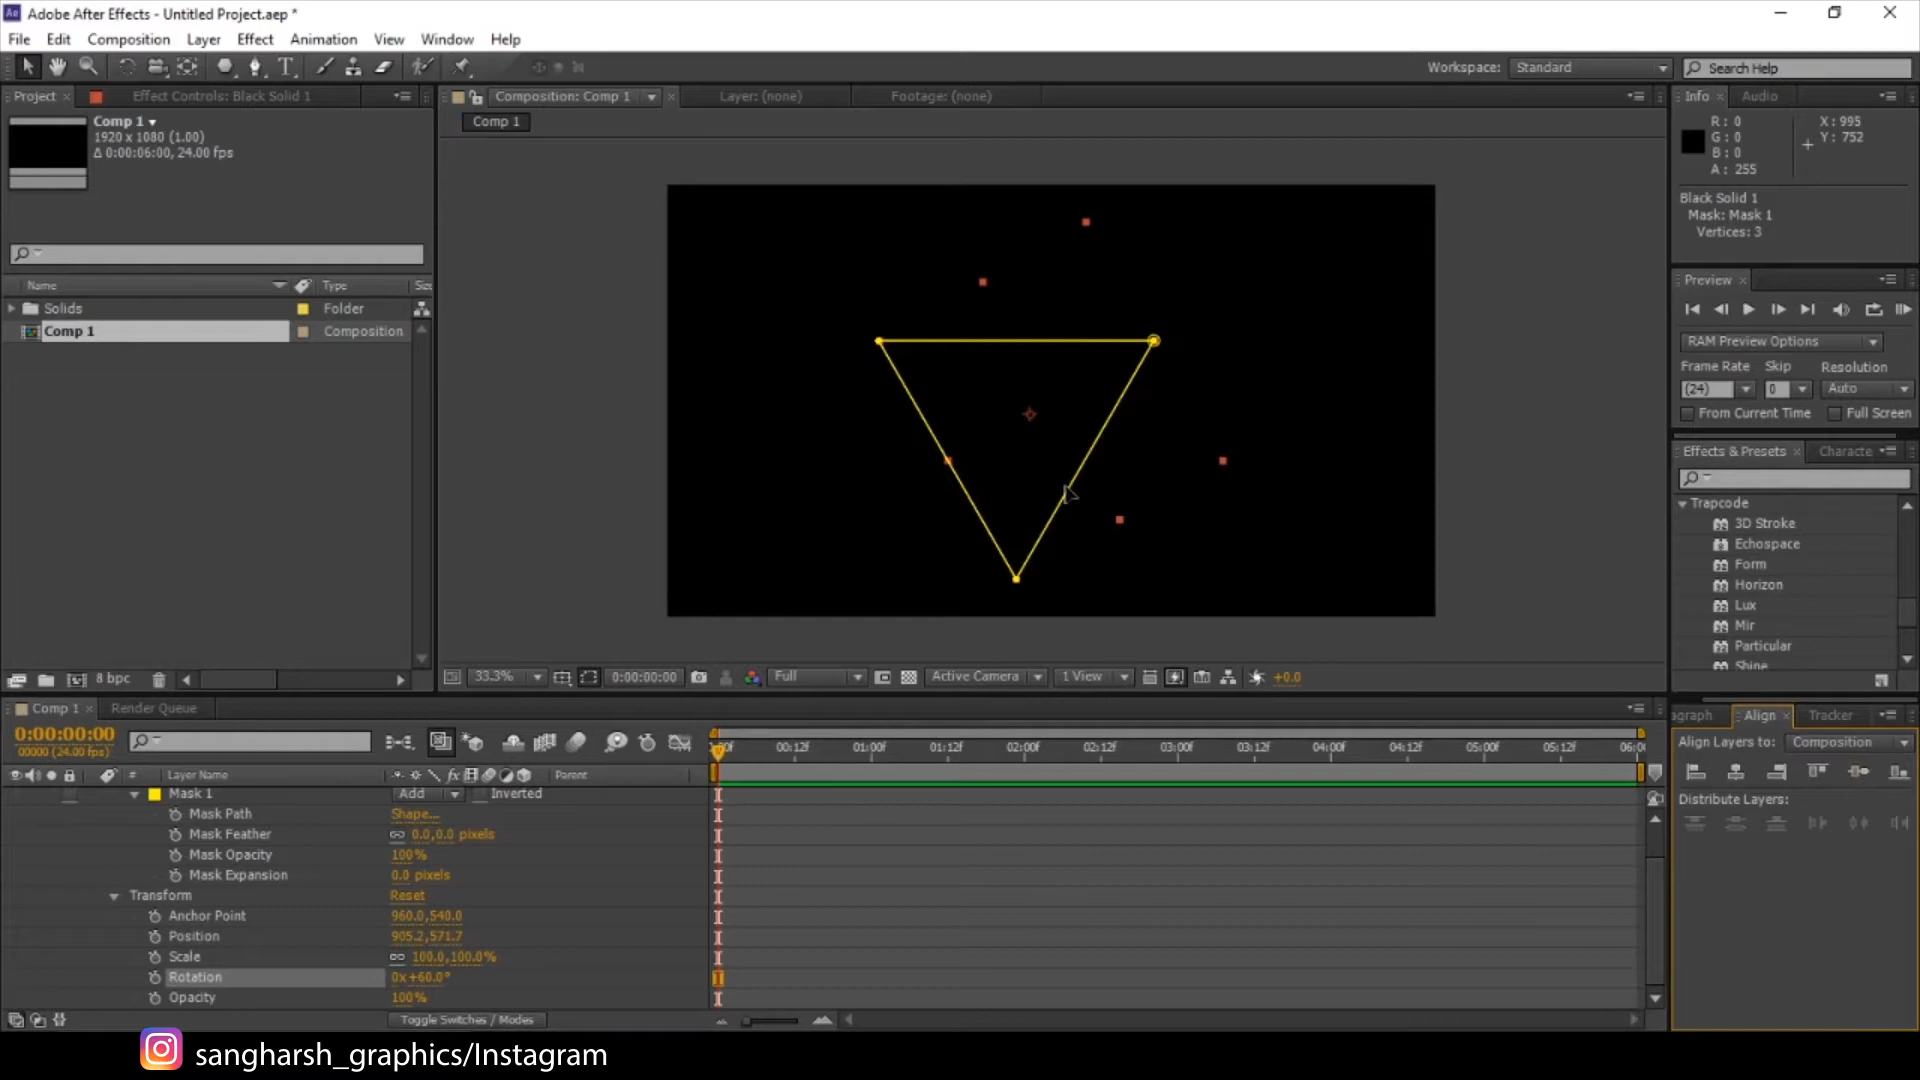 Adobe After Effects - Untitled Project.aep *
File Edit Composition Layer Effect Animation View Window Help
Workspace: Standard Search Help
Project Effect Controls: Black Solid 1 Composition: Comp 1 Layer: (none) Footage: (none) Info Audio
Comp 1
1920 x 1080 (1.00)
Δ 0:00:06:00, 24.00 fps
Comp 1
R: 0 X: 995
G: 0 Y: 752
B: 0
A: 255
Black Solid 1
Mask: Mask 1
Vertices: 3
Name Type Siz
Solids Folder
Comp 1 Composition
Preview
RAM Preview Options
Frame Rate Skip Resolution
(24) 0 Auto
From Current Time Full Screen
Effects & Presets Characte
Trapcode
3D Stroke
Echospace
Form
Horizon
Lux
Mir
Particular
Shine
8 bpc 33.3% 0:00:00:00 Full Active Camera 1 View +0.0
Comp 1 Render Queue
0:00:00:00
00000 (24.00 fps)
:00f 00:12f 01:00f 01:12f 02:00f 02:12f 03:00f 03:12f 04:00f 04:12f 05:00f 05:12f 06:0
# Layer Name fx Parent
Mask 1 Add Inverted
Mask Path Shape...
Mask Feather 0.0,0.0 pixels
Mask Opacity 100%
Mask Expansion 0.0 pixels
Transform Reset
Anchor Point 960.0,540.0
Position 905.2,571.7
Scale 100.0,100.0%
Rotation 0x+60.0°
Opacity 100%
Toggle Switches / Modes
agraph Align Tracker
Align Layers to: Composition
Distribute Layers:
sangharsh_graphics/Instagram